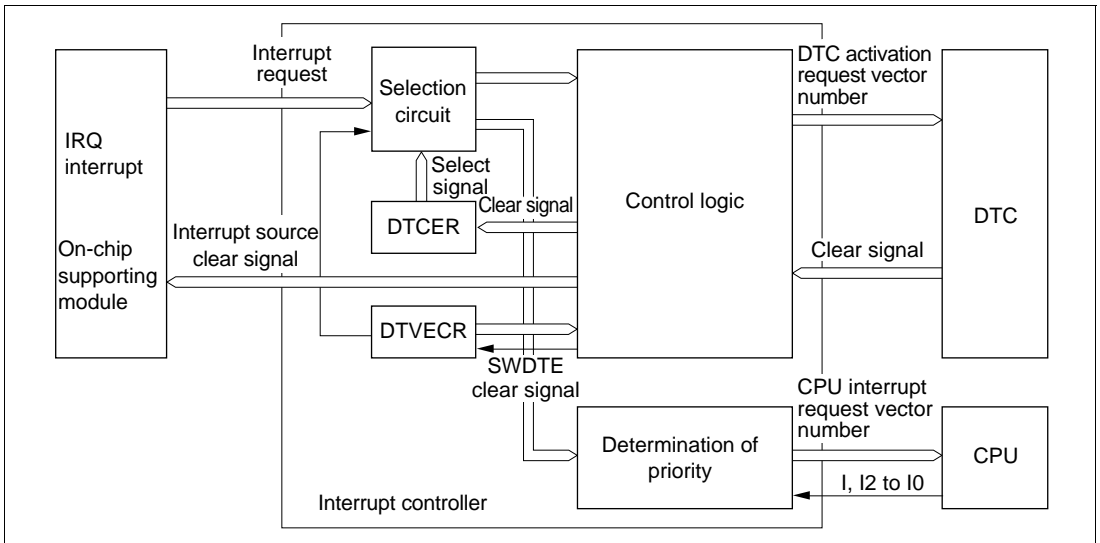 Interrupt
request
IRQ
interrupt
On-chip
supporting
module
Interrupt source
clear signal
Selection
circuit
Select
signal
DTCER
Clear signal
DTVECR
SWDTE
clear signal
Control logic
Determination of
priority
Interrupt controller
DTC activation
request vector
number
Clear signal
DTC
CPU interrupt
request vector
number
CPU
I, I2 to I0